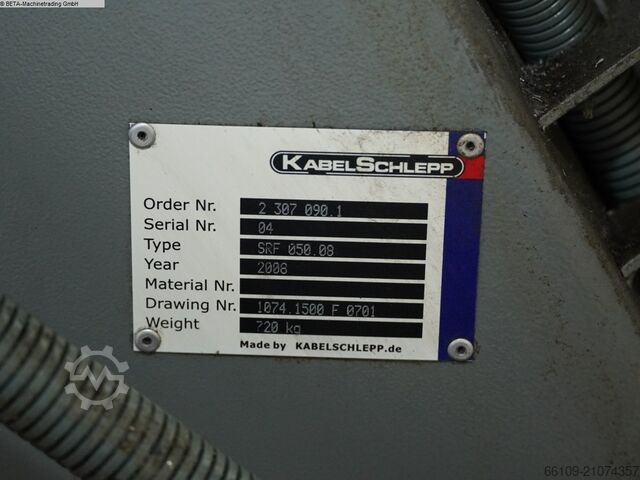 © BETA-Machinetrading GmbH
KABELSCHLEPP
Order Nr. 2 307 090.1
Serial Nr. 04
Type SRF 050.08
Year 2008
Material Nr.
Drawing Nr. 1074.1500 F 0701
Weight 720 kg
Made by KABELSCHLEPP.de
66109-21074357